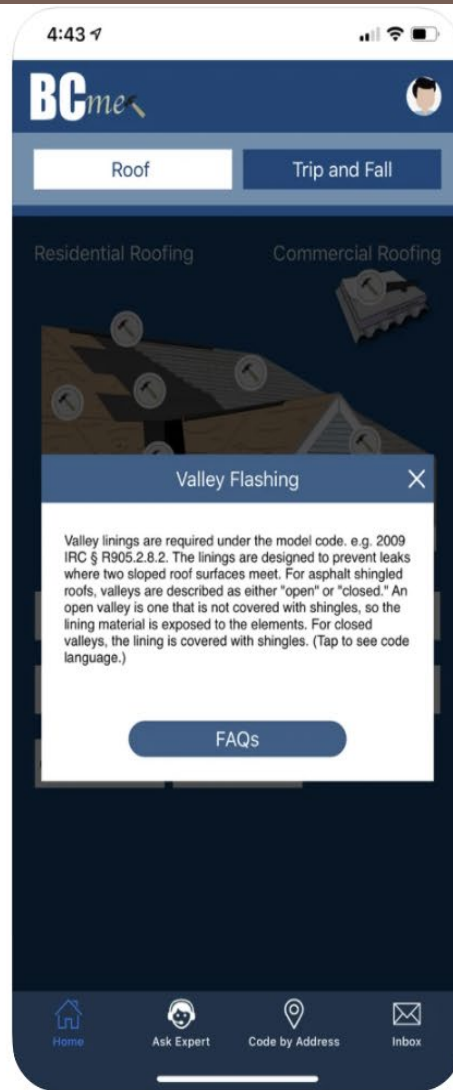 4:43
BCme
Roof
Trip and Fall
Residential Roofing
Commercial Roofing
Valley Flashing
Valley linings are required under the model code. e.g. 2009
IRC § R905.2.8.2. The linings are designed to prevent leaks
where two sloped roof surfaces meet. For asphalt shingled
roofs, valleys are described as either "open" or "closed." An
open valley is one that is not covered with shingles, so the
lining material is exposed to the elements. For closed
valleys, the lining is covered with shingles. (Tap to see code
language.)
FAQs
Home
Ask Expert
Code by Address
Inbox